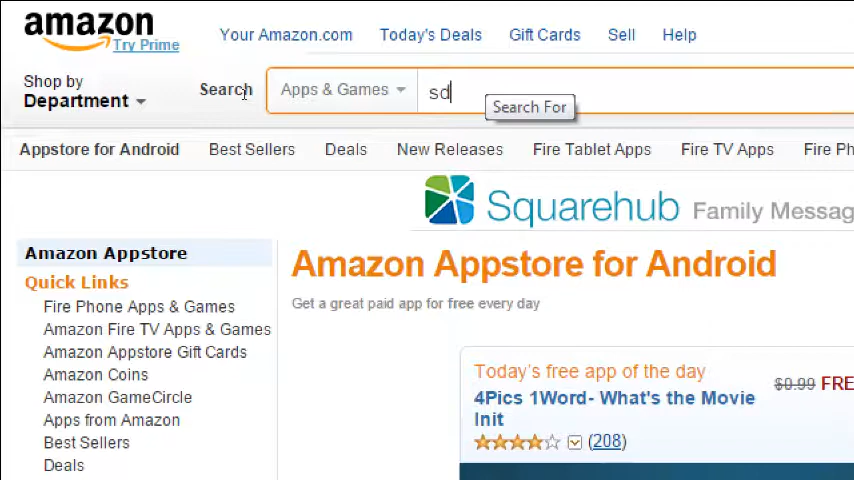 amazon
Try Prime
Your Amazon.com Today's Deals Gift Cards Sell Help
Shop by
Department
Search Apps & Games sd
Search For
Appstore for Android Best Sellers Deals New Releases Fire Tablet Apps Fire TV Apps Fire Ph
Squarehub Family Messag
Amazon Appstore
Quick Links
Fire Phone Apps & Games
Amazon Fire TV Apps & Games
Amazon Appstore Gift Cards
Amazon Coins
Amazon GameCircle
Apps from Amazon
Best Sellers
Deals
Amazon Appstore for Android
Get a great paid app for free every day
Today's free app of the day
$0.99 FRE
4Pics 1Word- What's the Movie
Init
(208)